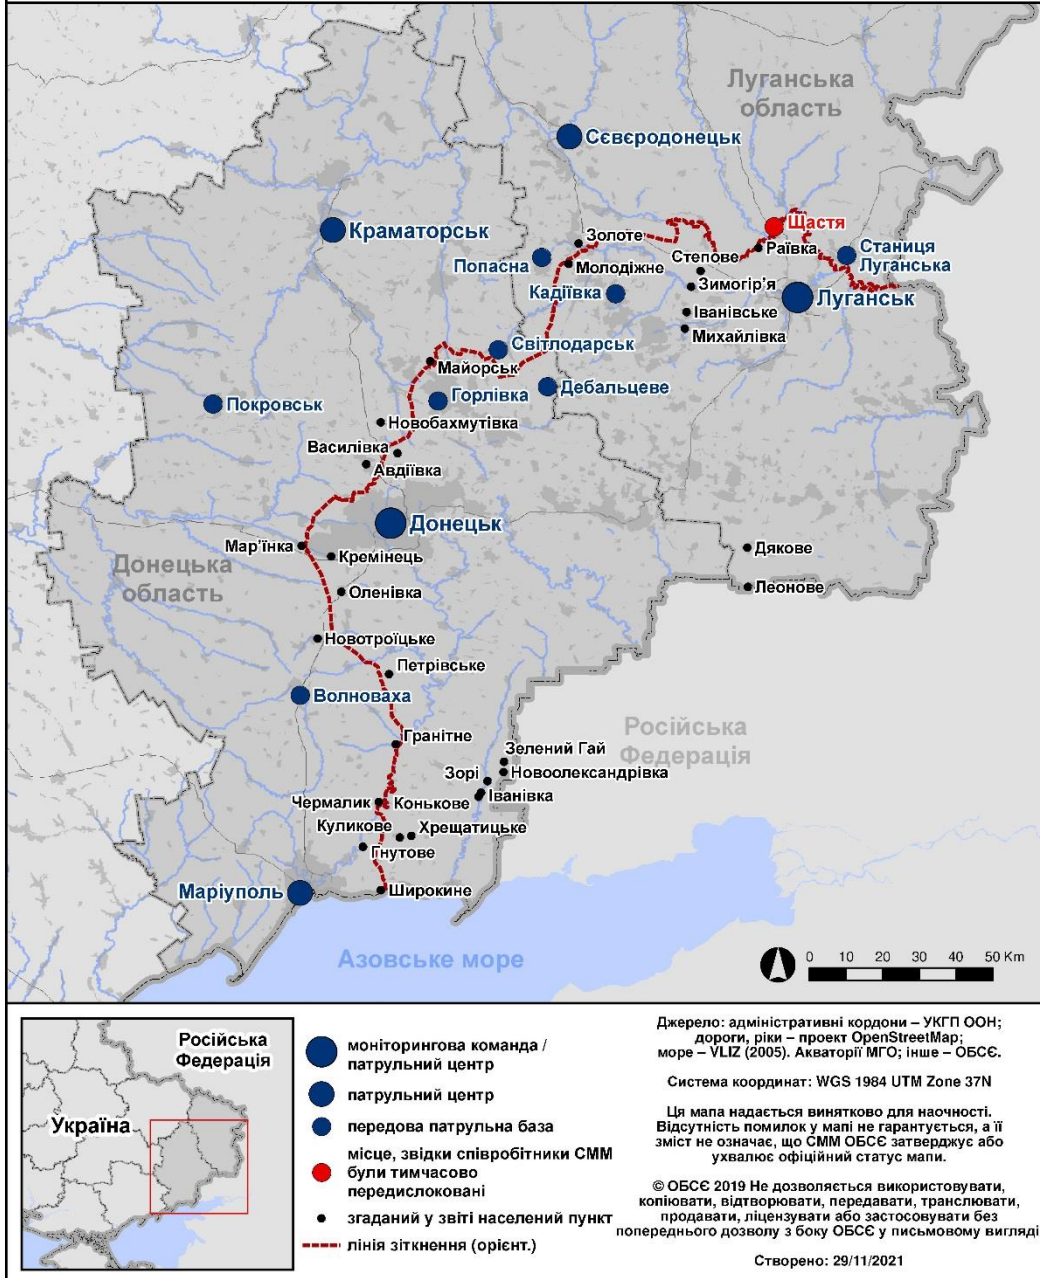 Луганська
область
Сєвєродонецьк
Щастя
Краматорськ
Золоте
Раївка
Степове
Станиця
Луганська
Попасна
Молодіжне
Зимогір'я
Кадіївка
Луганськ
Іванівське
Михайлівка
Світлодарськ
Майорськ
Дебальцеве
Горлівка
Покровськ
Новобахмутівка
Василівка
Авдіївка
Донецьк
Мар'їнка
Кремінець
Дякове
Донецька
область
Леонове
Оленівка
Новотроїцьке
Петрівське
Волноваха
Російська
Федерація
Гранітне
Зелений Гай
Зорі
Новоолександрівка
Іванівка
Чермалик
Конькове
Куликове
Хрещатицьке
Гнутове
Маріуполь
Широкине
Азовське море
0 10 20 30 40 50 Km
Російська
Федерація
Україна
моніторингова команда /
патрульний центр
патрульний центр
передова патрульна база
місце, звідки співробітники СММ
були тимчасово
передислоковані
згаданий у звіті населений пункт
лінія зіткнення (орієнт.)
Джерело: адміністративні кордони – УКГП ООН;
дороги, ріки – проект OpenStreetMap;
море – VLIZ (2005). Акваторії МГО; інше – ОБСЄ.
Система координат: WGS 1984 UTM Zone 37N
Ця мапа надається винятково для наочності.
Відсутність помилок у мапі не гарантується, а її
зміст не означає, що СММ ОБСЄ затверджує або
ухвалює офіційний статус мапи.
© ОБСЄ 2019 Не дозволяється використовувати,
копіювати, відтворювати, передавати, транслювати,
продавати, ліцензувати або застосовувати без
попереднього дозволу з боку ОБСЄ у письмовому вигляді
Створено: 29/11/2021